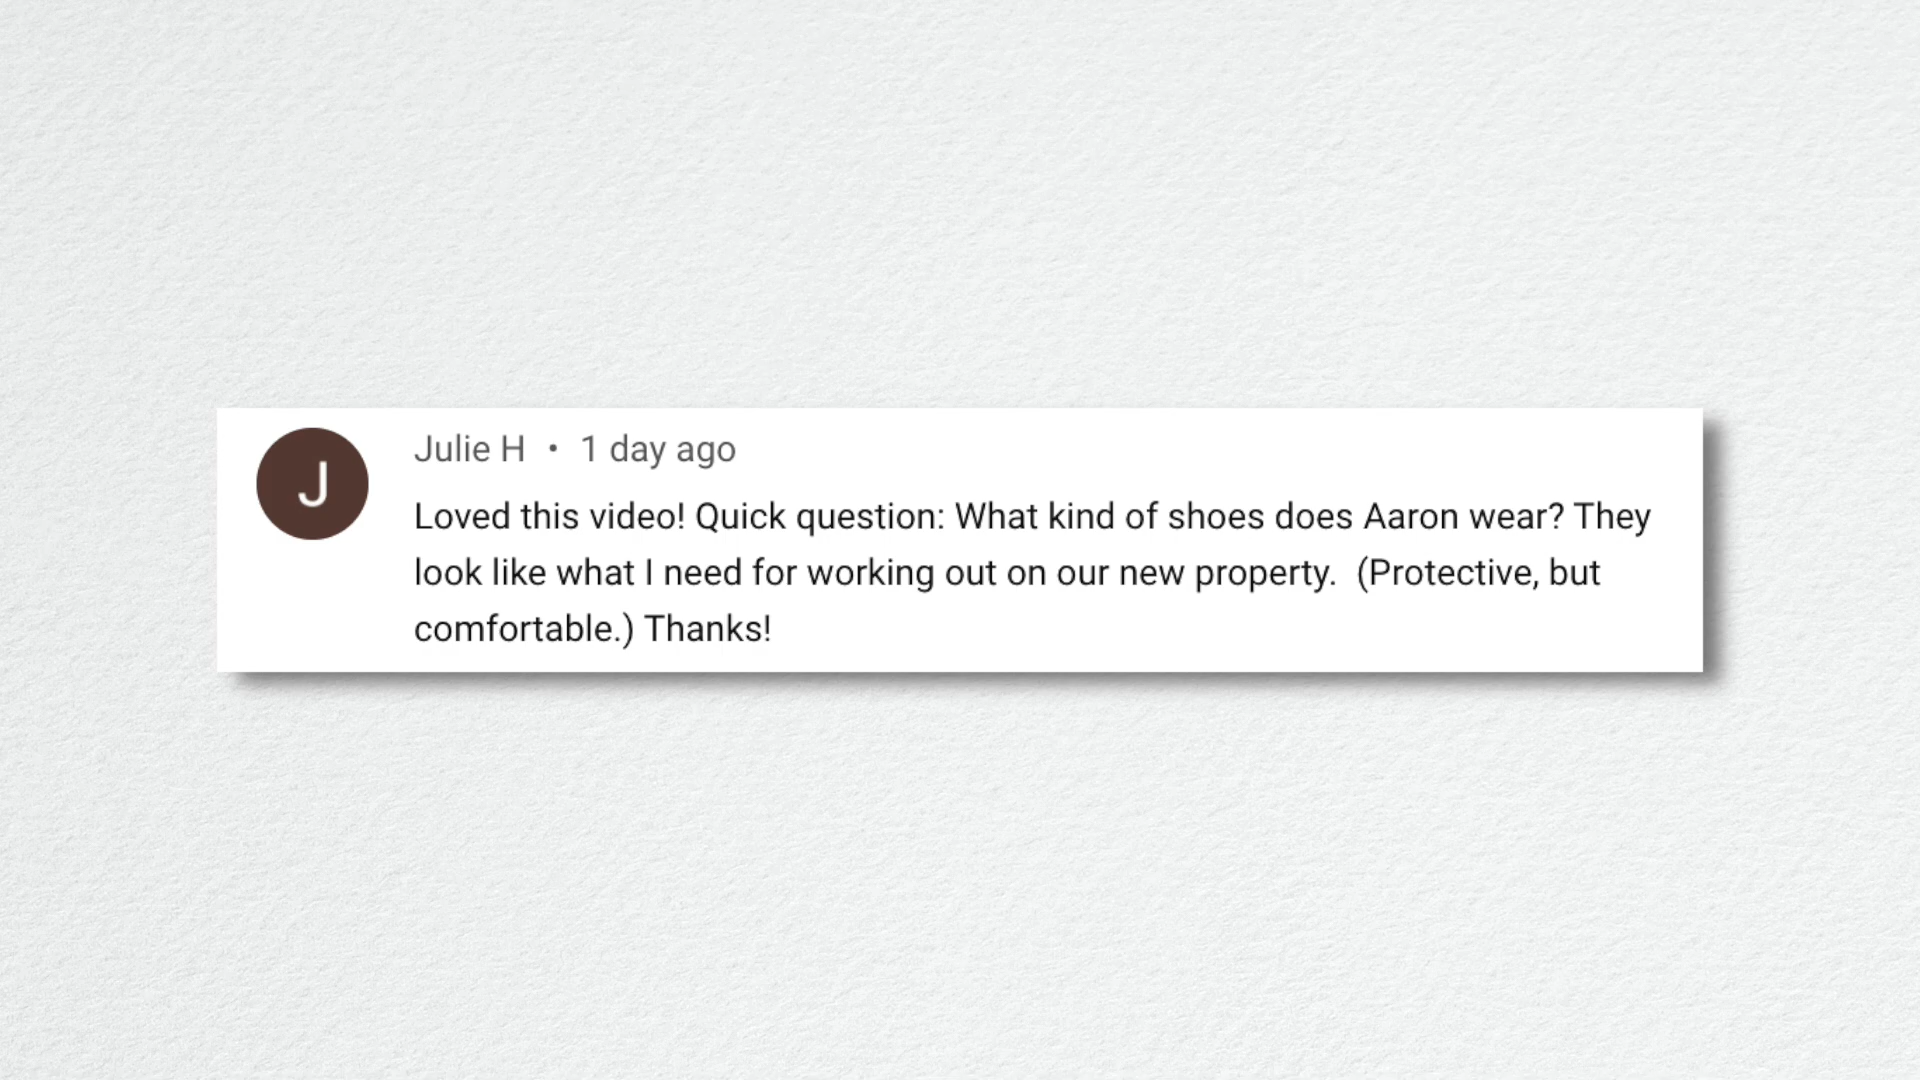 J
Julie H • 1 day ago
Loved this video! Quick question: What kind of shoes does Aaron wear? They
look like what I need for working out on our new property.  (Protective, but
comfortable.) Thanks!